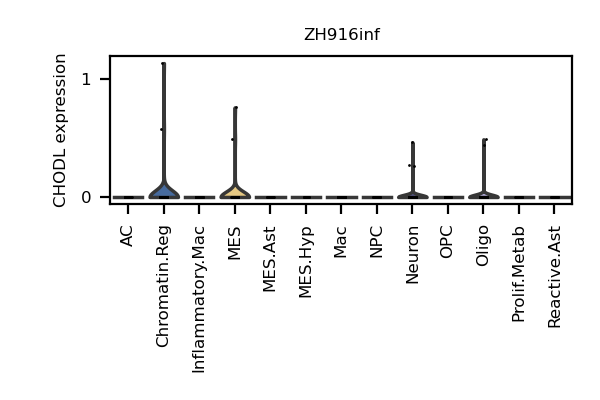 ZH916inf
CHODL expression
1
0
AC
Chromatin.Reg
Inflammatory.Mac
MES
MES.Ast
MES.Hyp
Mac
NPC
Neuron
OPC
Oligo
Prolif.Metab
Reactive.Ast